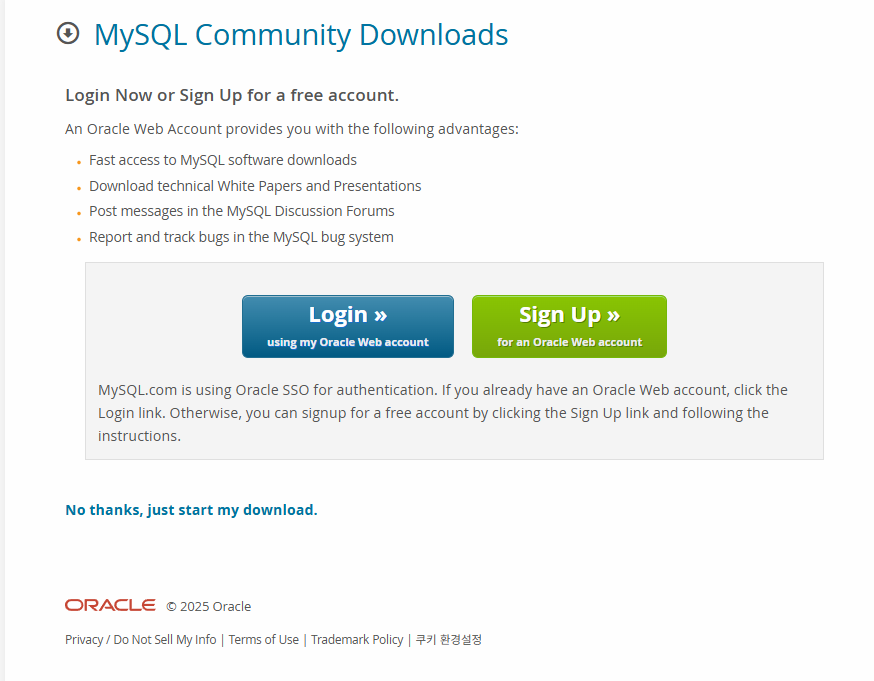 MySQL Community Downloads
Login Now or Sign Up for a free account.
An Oracle Web Account provides you with the following advantages:
Fast access to MySQL software downloads
Download technical White Papers and Presentations
Post messages in the MySQL Discussion Forums
Report and track bugs in the MySQL bug system
Login »
using my Oracle Web account
Sign Up »
for an Oracle Web account
MySQL.com is using Oracle SSO for authentication. If you already have an Oracle Web account, click the
Login link. Otherwise, you can signup for a free account by clicking the Sign Up link and following the
instructions.
No thanks, just start my download.
ORACLE © 2025 Oracle
Privacy / Do Not Sell My Info | Terms of Use | Trademark Policy | 쿠키 환경설정